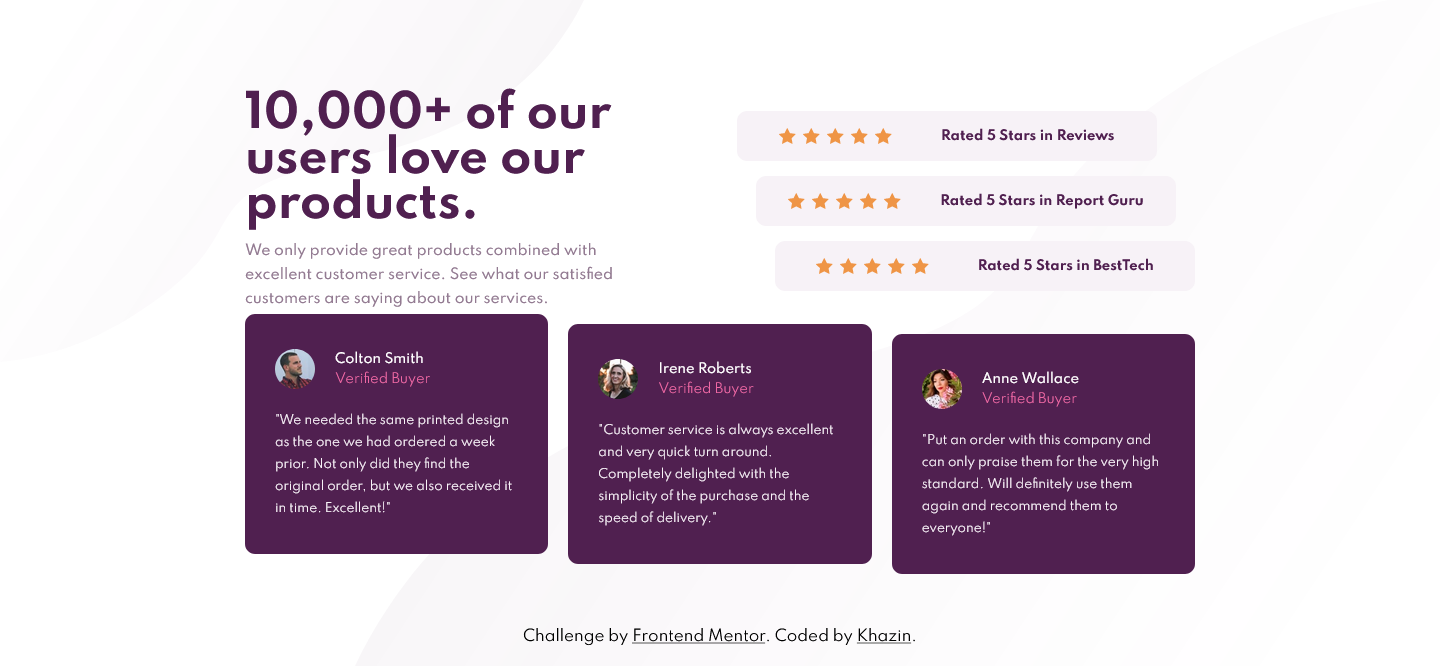 10,000+ of our
users love our
products.
We only provide great products combined with
excellent customer service. See what our satisfied
customers are saying about our services.
Rated 5 Stars in Reviews
Rated 5 Stars in Report Guru
Rated 5 Stars in BestTech
Colton Smith
Verified Buyer
"We needed the same printed design
as the one we had ordered a week
prior. Not only did they find the
original order, but we also received it
in time. Excellent!"
Irene Roberts
Verified Buyer
"Customer service is always excellent
and very quick turn around.
Completely delighted with the
simplicity of the purchase and the
speed of delivery."
Anne Wallace
Verified Buyer
"Put an order with this company and
can only praise them for the very high
standard. Will definitely use them
again and recommend them to
everyone!"
Challenge by Frontend Mentor. Coded by Khazin.